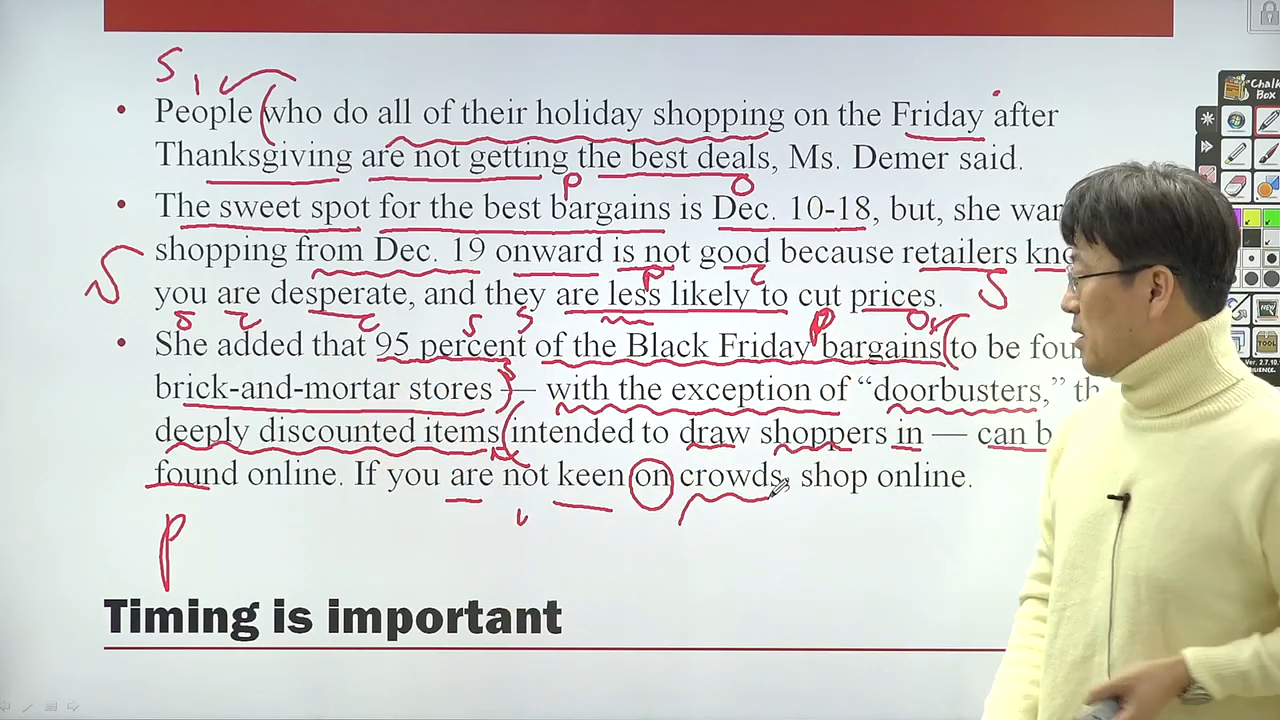 People who do all of their holiday shopping on the Friday after
Thanksgiving are not getting the best deals, Ms. Demer said.
The sweet spot for the best bargains is Dec. 10-18, but, she
shopping from Dec. 19 onward is not good because retailers
you are desperate, and they are less likely to cut prices.
She added that 95 percent of the Black Friday bargains to be
brick-and-mortar stores — with the exception of “doorbusters,”
deeply discounted items intended to draw shoppers in — can
found online. If you are not keen on crowds, shop online.
Timing is important
Chalk
Box
TOOL